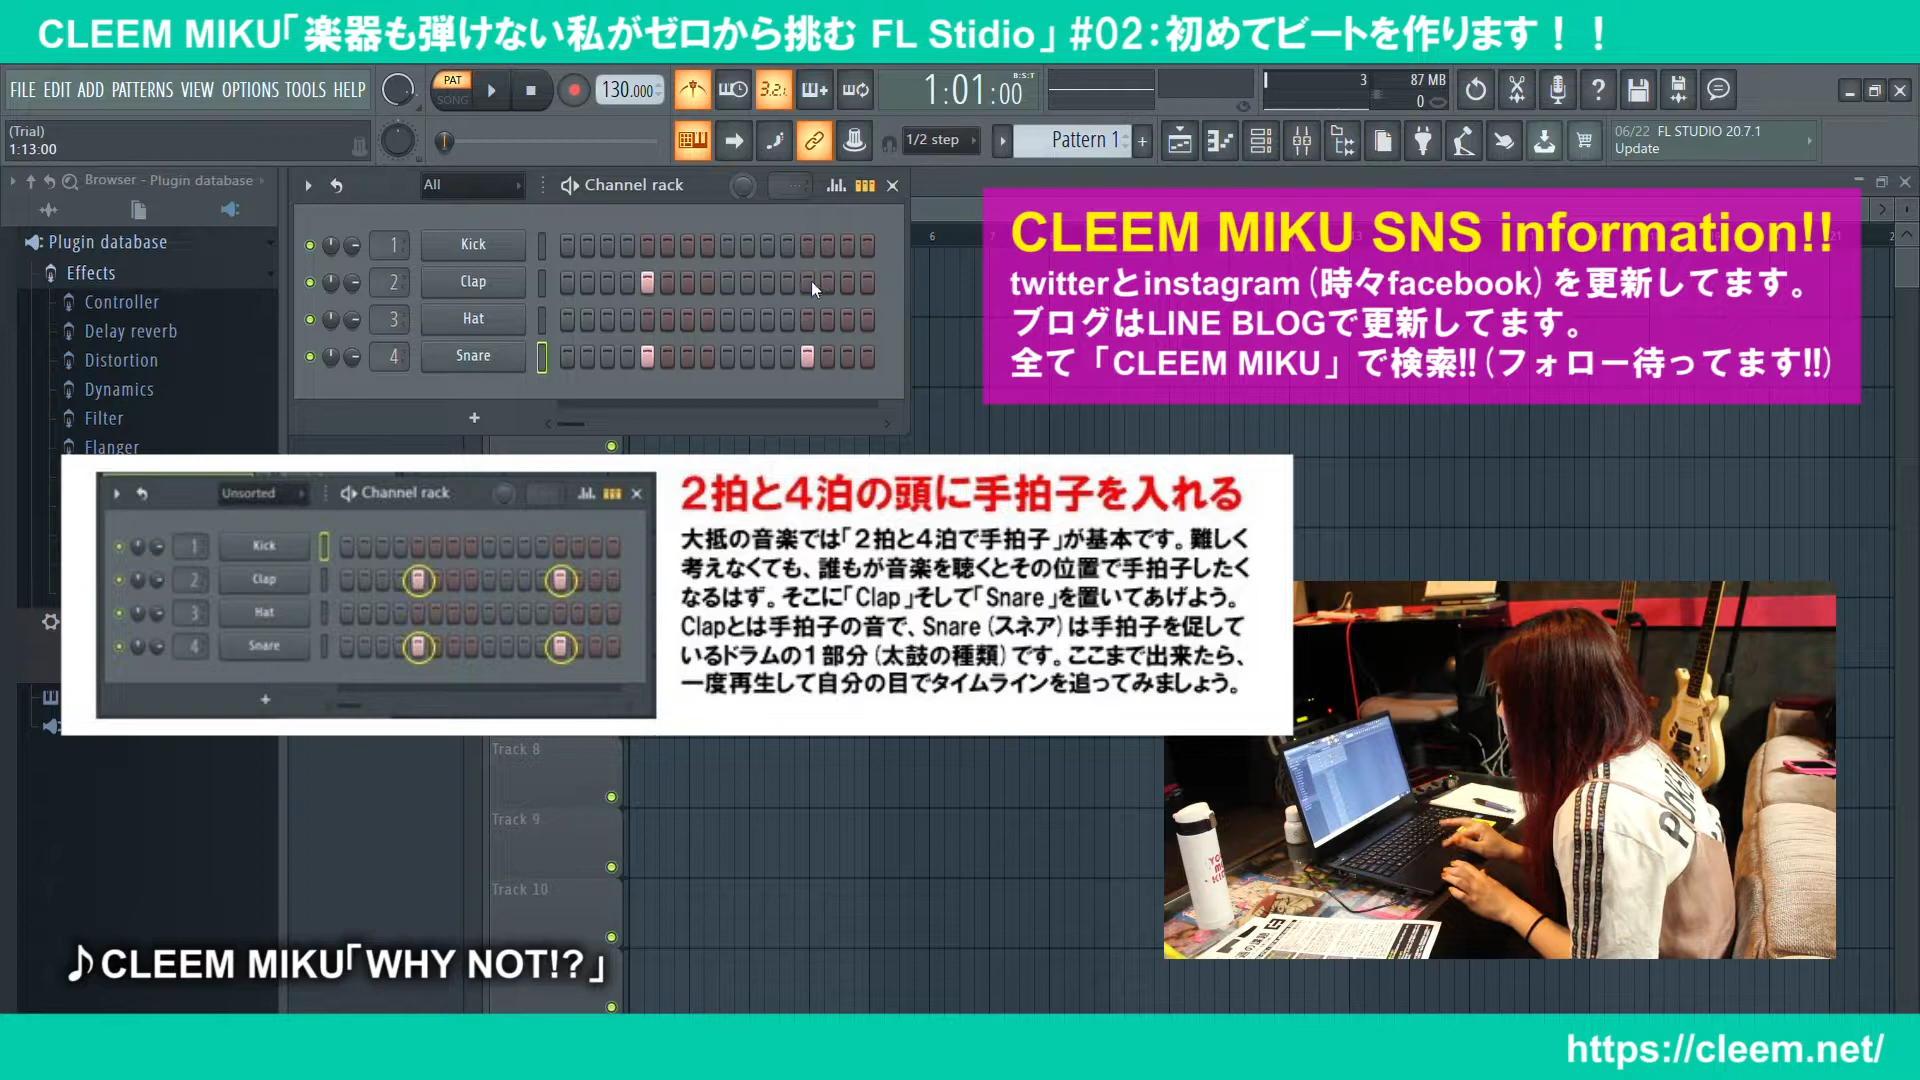 CLEEM MIKU「楽器も弾けない私がゼロから挑む FL Stidio」#02:初めてビートを作ります!!
FILE EDIT ADD PATTERNS VIEW OPTIONS TOOLS HELP
PAT
SONG
130.000
3.2.
1:01:00
B:S:T
3
87 MB
0
(Trial)
1:13:00
1/2 step
Pattern 1
+
06/22 FL STUDIO 20.7.1
Update
Browser - Plugin database
Plugin database
Effects
Controller
Delay reverb
Distortion
Dynamics
Filter
Flanger
All
Channel rack
1 Kick
2 Clap
3 Hat
4 Snare
+
6
CLEEM MIKU SNS information!!
twitterとinstagram(時々facebook)を更新してます。
ブログはLINE BLOGで更新してます。
全て「CLEEM MIKU」で検索!!(フォロー待ってます!!)
Unsorted
Channel rack
1 Kick
2 Clap
3 Hat
4 Snare
+
2拍と4泊の頭に手拍子を入れる
大抵の音楽では「2拍と4泊で手拍子」が基本です。難しく
考えなくても、誰もが音楽を聴くとその位置で手拍子したく
なるはず。そこに「Clap」そして「Snare」を置いてあげよう。
Clapとは手拍子の音で、Snare(スネア)は手拍子を促して
いるドラムの1部分(太鼓の種類)です。ここまで出来たら、
一度再生して自分の目でタイムラインを追ってみましょう。
Track 8
Track 9
Track 10
♪CLEEM MIKU「WHY NOT!?」
https://cleem.net/